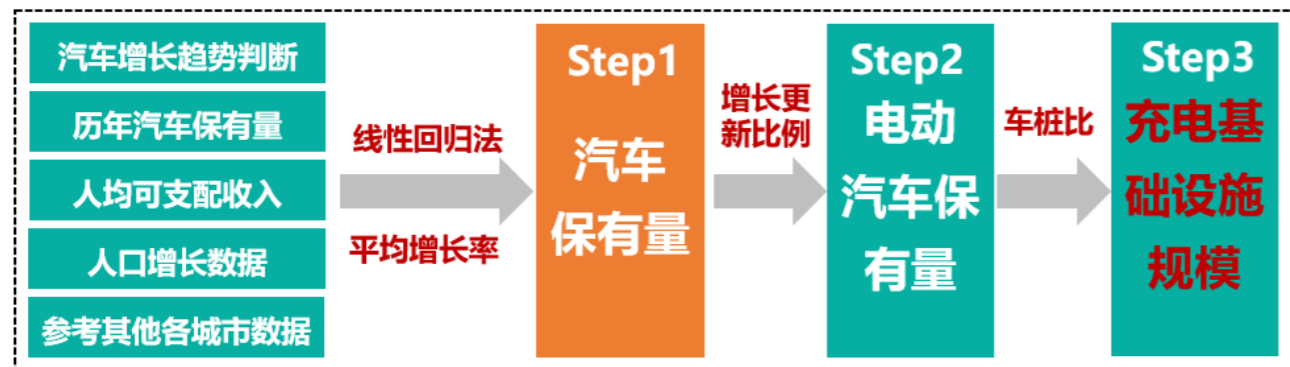 汽车增长趋势判断
历年汽车保有量
人均可支配收入
人口增长数据
参考其他各城市数据
线性回归法
平均增长率
Step1
汽车
保有量
增长更
新比例
Step2
电动
汽车保
有量
车桩比
Step3
充电基
础设施
规模